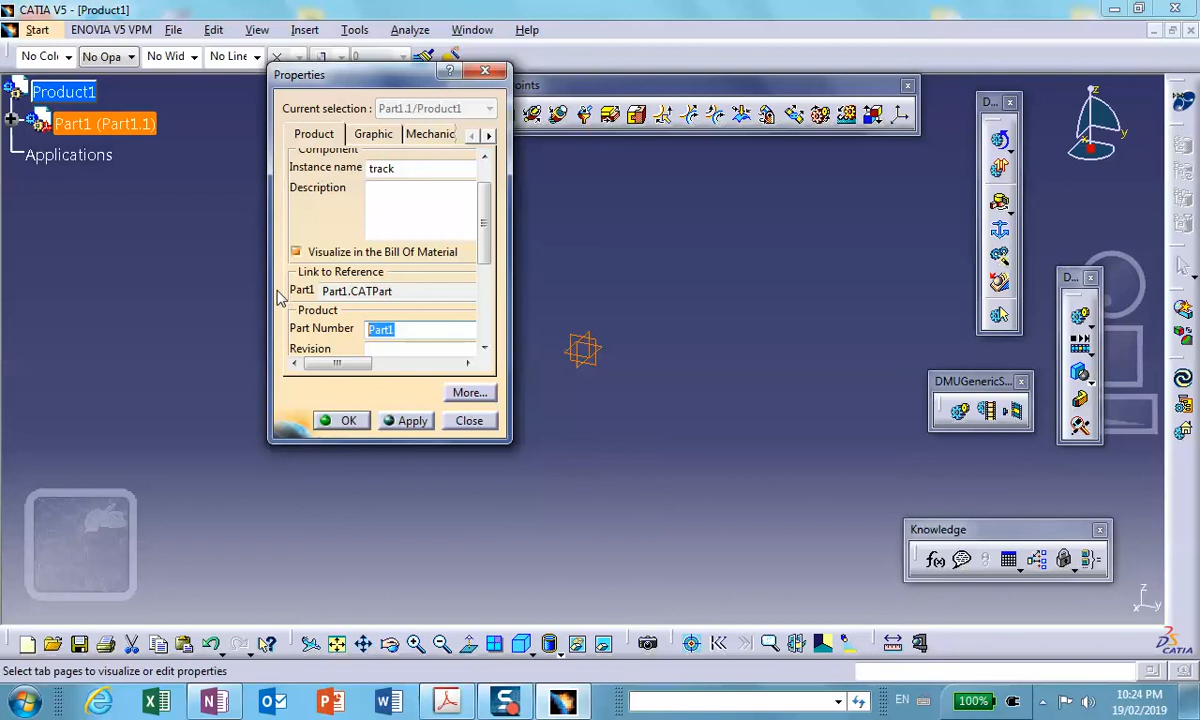 CATIA V5 - [Product1]
Start ENOVIA V5 VPM File Edit View Insert Tools Analyze Window Help
No Col No Opa No Wid No Line
Properties
oints
Product1
Current selection : Part1.1/Product1
D...
Part1 (Part1.1)
Product Graphic Mechanic
Applications
Component
Instance name track
Description
Visualize in the Bill Of Material
Link to Reference
Part1 Part1.CATPart
Product
Part Number Part1
Revision
More...
OK Apply Close
D...
DMUGenericS...
Knowledge
f(x)
z
y
x
z
y
CATIA
Select tab pages to visualize or edit properties
EN 100% 10:24 PM
19/02/2019